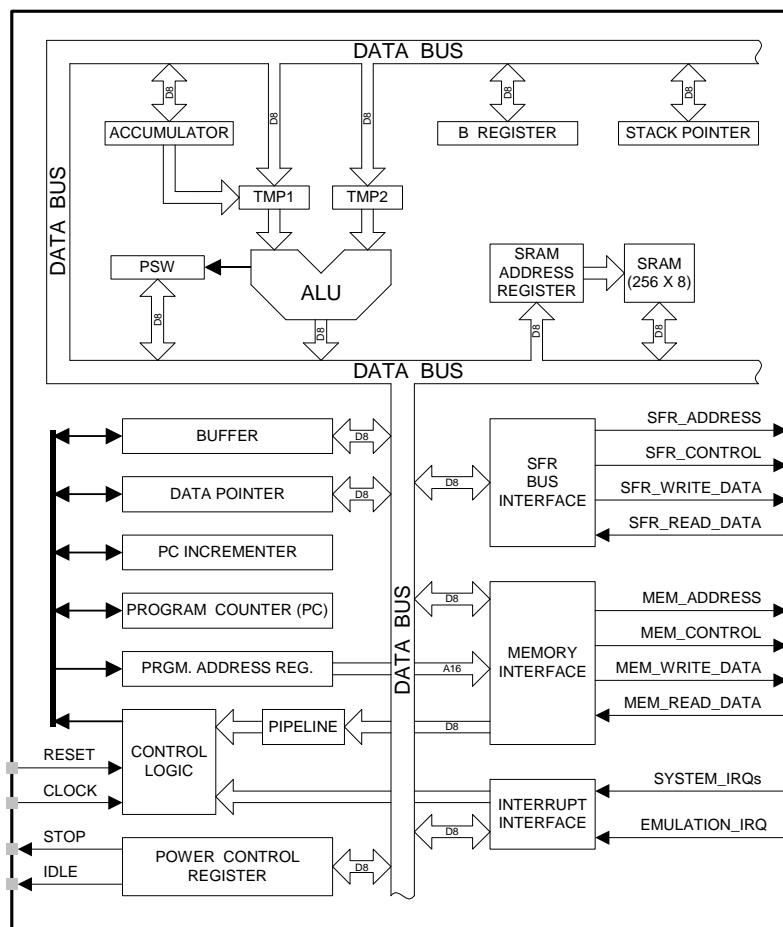 DATA BUS
D8
D8
D8
D8
D8
ACCUMULATOR
B REGISTER
STACK POINTER
DATA BUS
TMP1
TMP2
PSW
ALU
SRAM
ADDRESS
REGISTER
SRAM
(256 X 8)
D8
D8
D8
D8
DATA BUS
BUFFER
D8
DATA POINTER
D8
PC INCREMENTER
PROGRAM COUNTER (PC)
PRGM. ADDRESS REG.
A16
DATA BUS
D8
SFR
BUS
INTERFACE
SFR_ADDRESS
SFR_CONTROL
SFR_WRITE_DATA
SFR_READ_DATA
D8
MEMORY
INTERFACE
MEM_ADDRESS
MEM_CONTROL
MEM_WRITE_DATA
MEM_READ_DATA
PIPELINE
D8
CONTROL
LOGIC
RESET
CLOCK
INTERRUPT
INTERFACE
SYSTEM_IRQs
EMULATION_IRQ
D8
STOP
IDLE
POWER CONTROL
REGISTER
D8